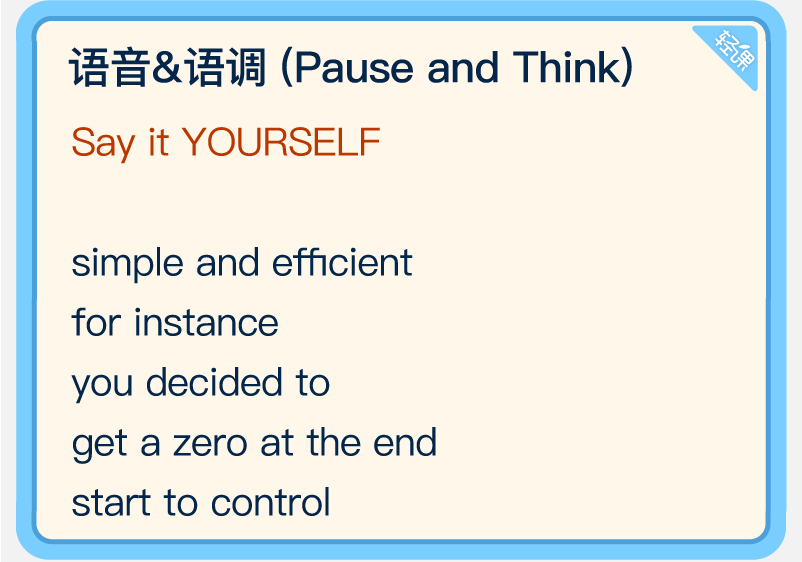 语音&语调 (Pause and Think)
轻课
Say it YOURSELF
simple and efficient
for instance
you decided to
get a zero at the end
start to control